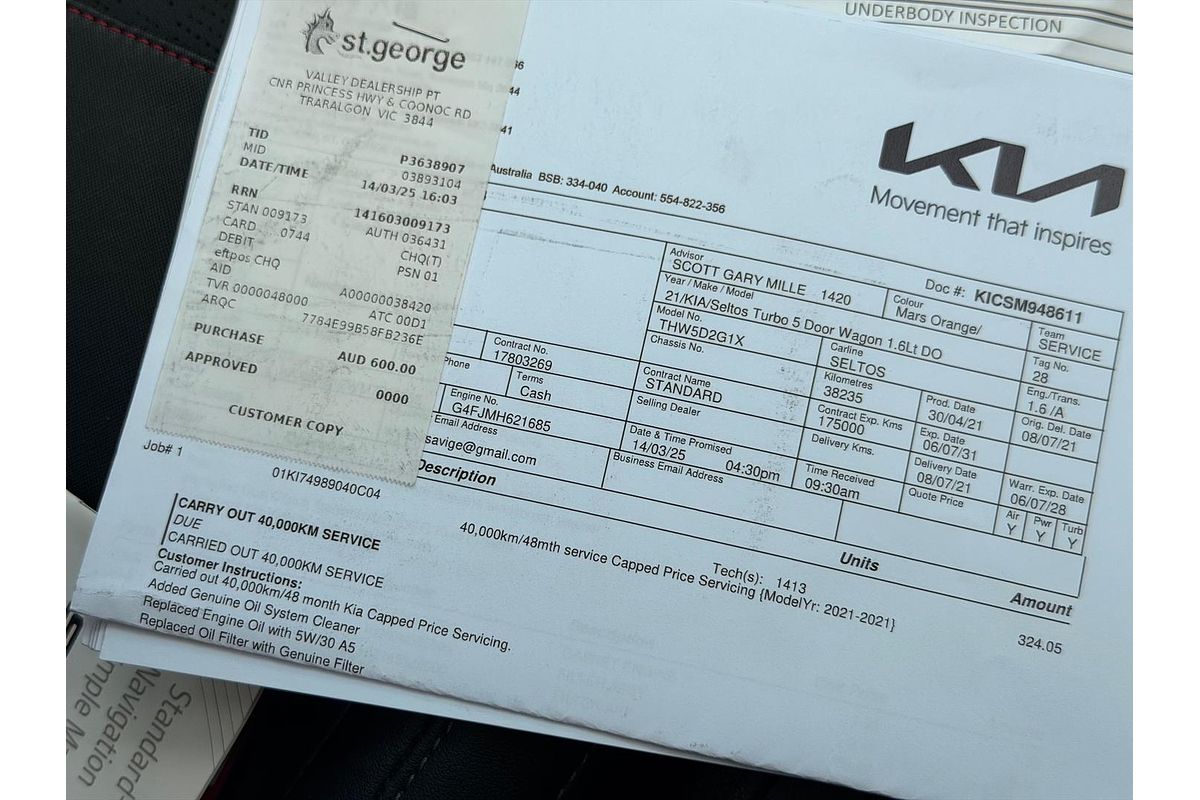 UNDERBODY INSPECTION
st.george
VALLEY DEALERSHIP PT
CNR PRINCESS HWY & COONOC RD
TRARALGON VIC 3844
TID P3638907
MID 03893104
DATE/TIME 14/03/25 16:03
RRN 141603009173
STAN 009173 AUTH 036431
CARD 0744 CHQ(T)
DEBIT PSN 01
eftpos CHQ
AID A00000038420
TVR 0000048000 ATC 00D1
ARQC 7784E99B58FB236E
PURCHASE AUD 600.00
APPROVED 0000
CUSTOMER COPY
66
44
41
Australia BSB: 334-040 Account: 554-822-356
KIA
Movement that inspires
Doc #: KICSM948611
Advisor
SCOTT GARY MILLE 1420
Colour
Mars Orange/
Team
SERVICE
Year / Make / Model
21/KIA/Seltos Turbo 5 Door Wagon 1.6Lt DO
Tag No.
28
Model No.
THW5D2G1X
Carline
SELTOS
Eng./Trans.
1.6 /A
Chassis No.
Kilometres
38235
Prod. Date
30/04/21
Orig. Del. Date
08/07/21
Contract No.
17803269
Contract Name
STANDARD
Contract Exp. Kms
175000
Exp. Date
06/07/31
Phone
Terms
Cash
Selling Dealer
Delivery Kms.
Delivery Date
08/07/21
Warr. Exp. Date
06/07/28
Engine No.
G4FJMH621685
Date & Time Promised
14/03/25 04:30pm
Time Received
09:30am
Quote Price
Air Pwr Turb
Y Y Y
Email Address
savige@gmail.com
Business Email Address
Job# 1
Description
Units
Amount
01KI74989040C04
40,000km/48mth service Capped Price Servicing {ModelYr: 2021-2021}
Tech(s): 1413
324.05
CARRY OUT 40,000KM SERVICE
DUE
CARRIED OUT 40,000KM SERVICE
Customer Instructions:
Carried out 40,000km/48 month Kia Capped Price Servicing.
Added Genuine Oil System Cleaner
Replaced Engine Oil with 5W/30 A5
Replaced Oil Filter with Genuine Filter
Standard-
Navigation